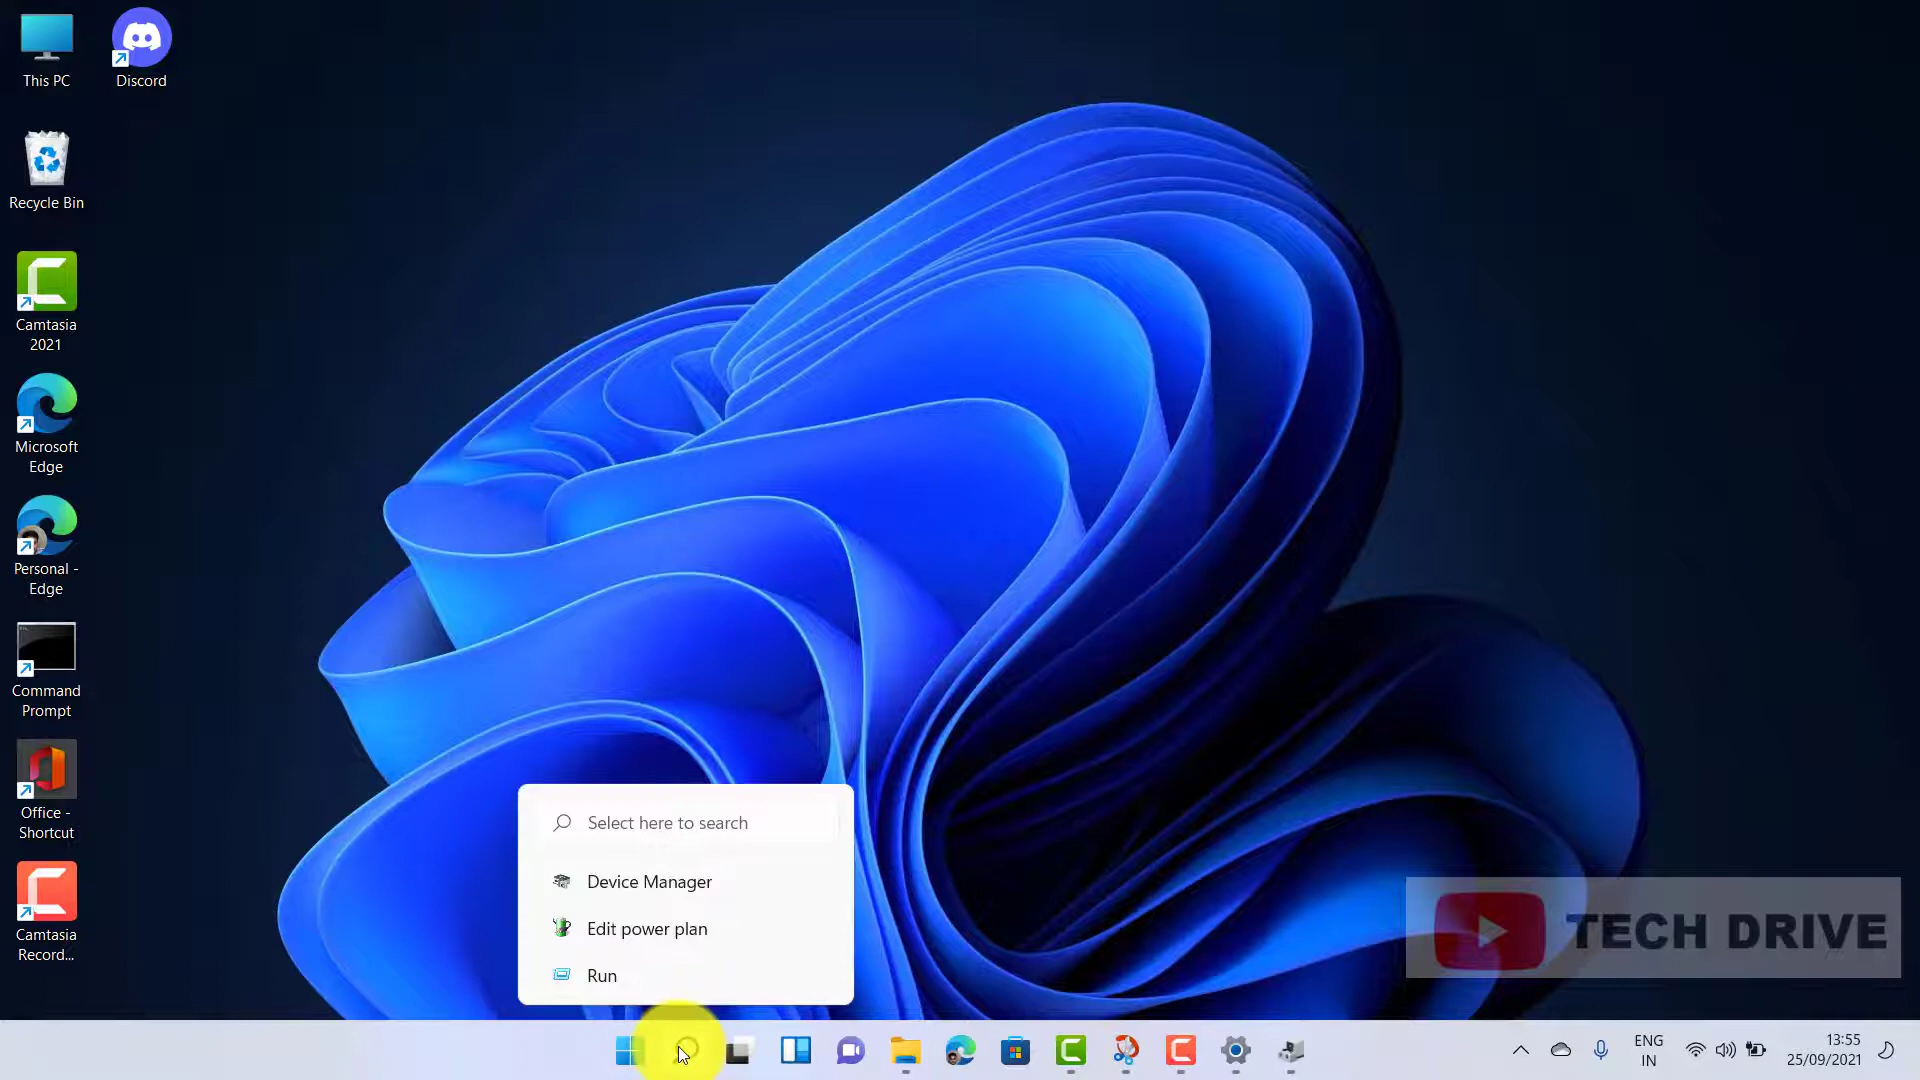 This PC
Discord
Recycle Bin
Camtasia
2021
Microsoft
Edge
Personal -
Edge
Command
Prompt
Office -
Shortcut
Camtasia
Record...
Select here to search
Device Manager
Edit power plan
Run
TECH DRIVE
ENG
IN
13:55
25/09/2021